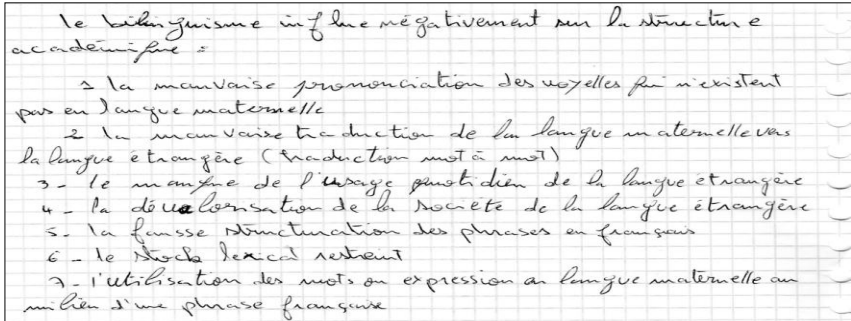 le bilinguisme influe négativement sur la structure
académique :
1 la mauvaise prononciation des voyelles qui n'existent
pas en langue maternelle
2 la mauvaise traduction de la langue maternelle vers
la langue étrangère (traduction mot à mot)
3- le manque de l'usage quotidien de la langue étrangère
4- la dévalorisation de la société de la langue étrangère
5- la fausse structuration des phrases en français
6- le stock lexical restreint
7- l'utilisation des mots ou expression en langue maternelle au
milieu d'une phrase française